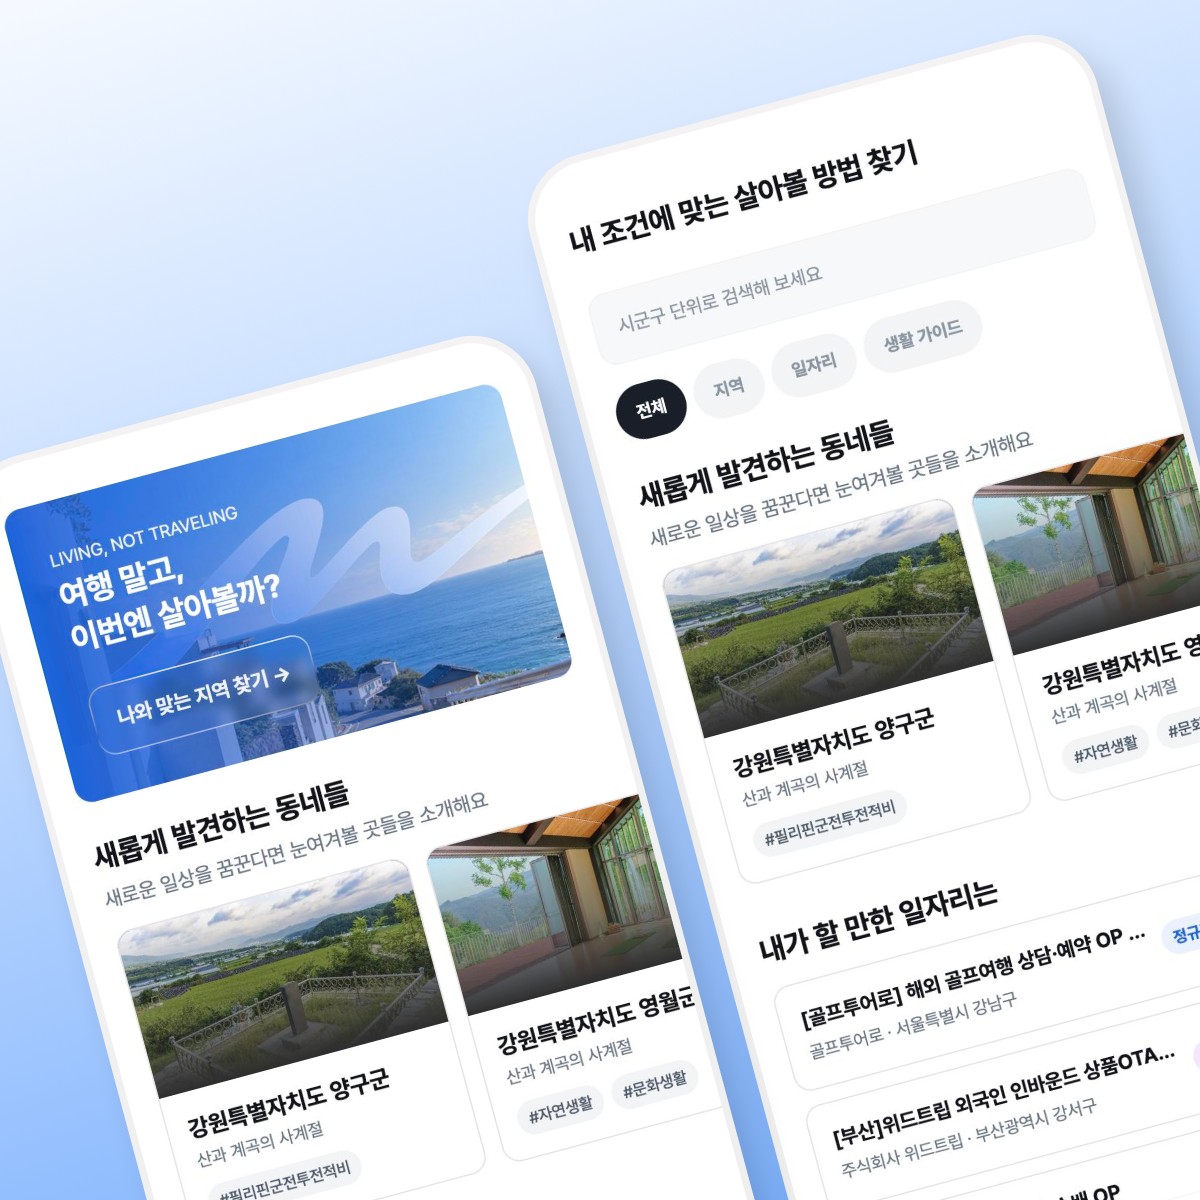 LIVING, NOT TRAVELING
여행 말고,
이번엔 살아볼까?
나와 맞는 지역 찾기 →
새롭게 발견하는 동네들
새로운 일상을 꿈꾼다면 눈여겨볼 곳들을 소개해요
강원특별자치도 양구군
산과 계곡의 사계절
#필리핀군전투전적비
강원특별자치도 영월군
산과 계곡의 사계절
#자연생활
#문화생활
내 조건에 맞는 살아볼 방법 찾기
시군구 단위로 검색해 보세요
전체
지역
일자리
생활 가이드
새롭게 발견하는 동네들
새로운 일상을 꿈꾼다면 눈여겨볼 곳들을 소개해요
강원특별자치도 양구군
산과 계곡의 사계절
#필리핀군전투전적비
강원특별자치도 영
산과 계곡의 사계절
#자연생활
#문화
내가 할 만한 일자리는
[골프투어로] 해외 골프여행 상담·예약 OP ...
정규
골프투어로 · 서울특별시 강남구
[부산]위드트립 외국인 인바운드 상품OTA...
주식회사 위드트립 · 부산광역시 강서구
OP